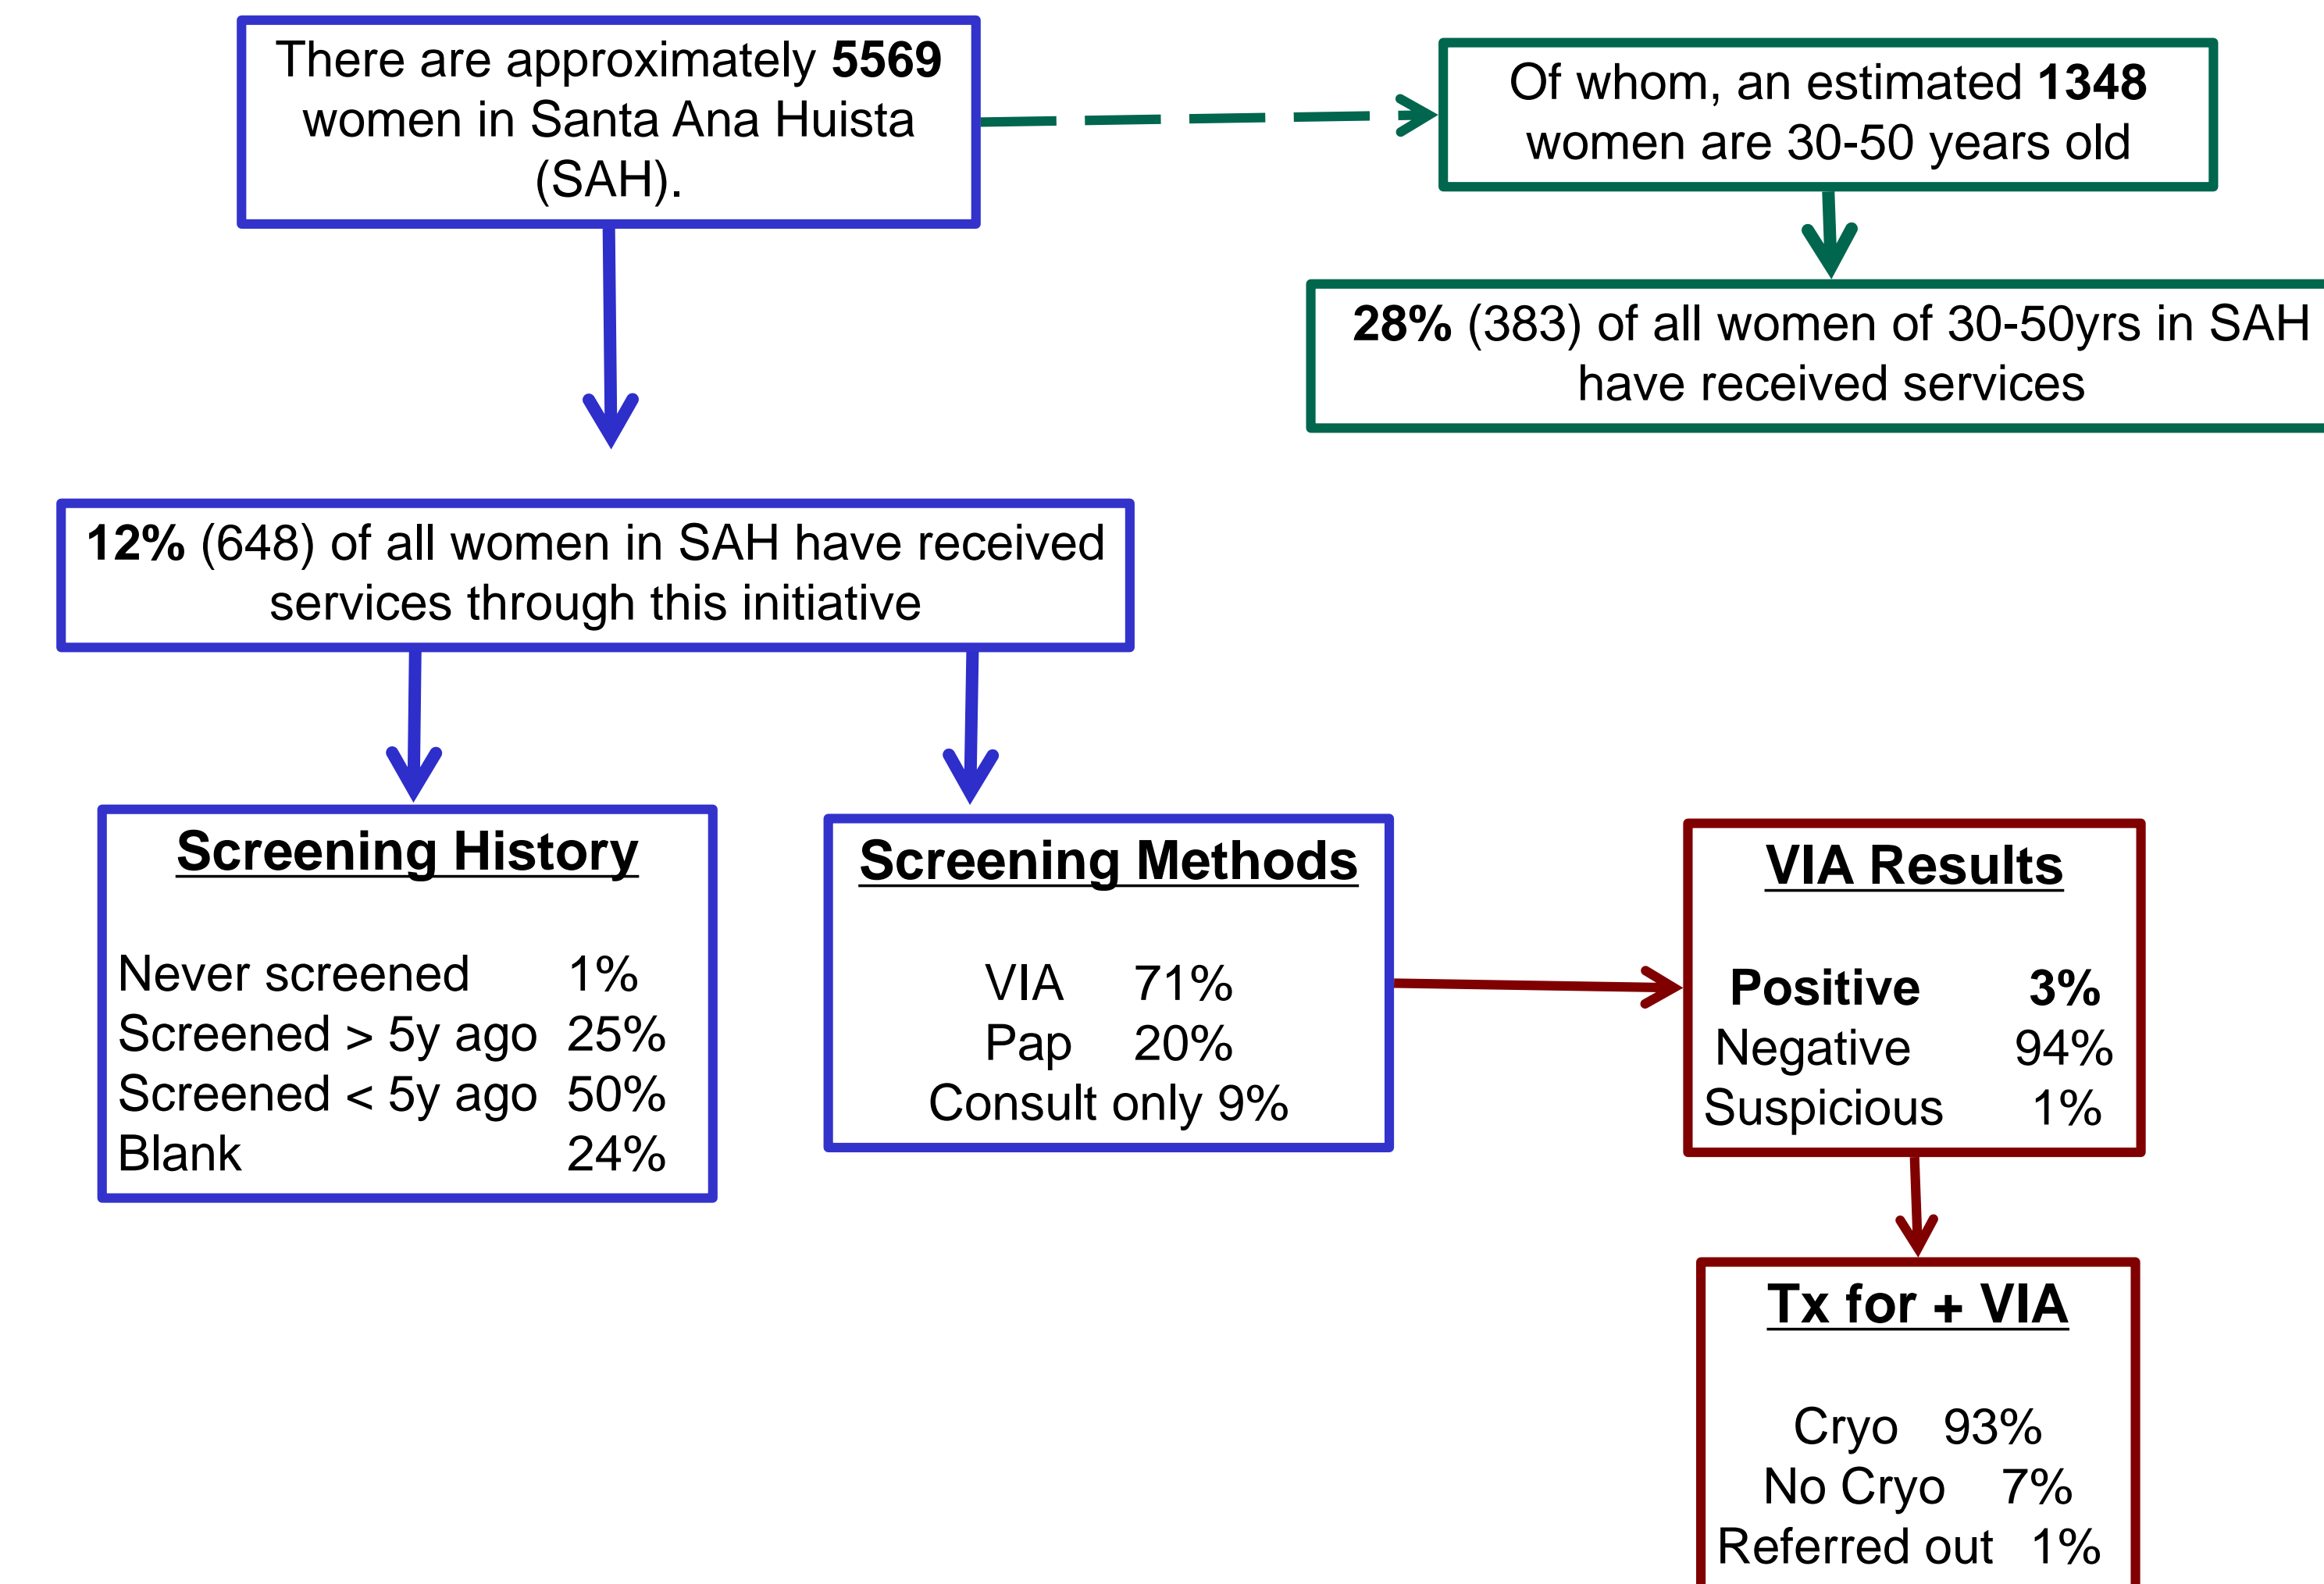 There are approximately 5569
women in Santa Ana Huista
(SAH).
Of whom, an estimated 1348
women are 30-50 years old
28% (383) of all women of 30-50yrs in SAH
have received services
12% (648) of all women in SAH have received
services through this initiative
Screening History
Never screened 1%
Screened > 5y ago 25%
Screened < 5y ago 50%
Blank 24%
Screening Methods
VIA 71%
Pap 20%
Consult only 9%
VIA Results
Positive 3%
Negative 94%
Suspicious 1%
Tx for + VIA
Cryo 93%
No Cryo 7%
Referred out 1%